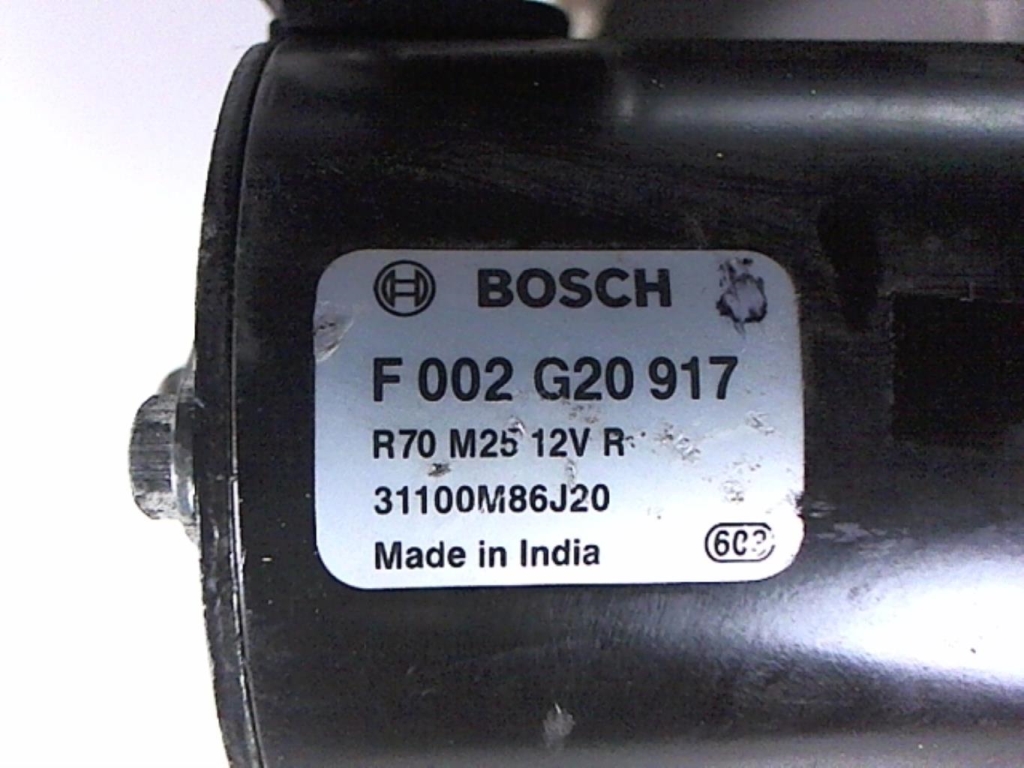 BOSCH
F 002 G20 917
R70 M25 12V R
31100M86J20
Made in India